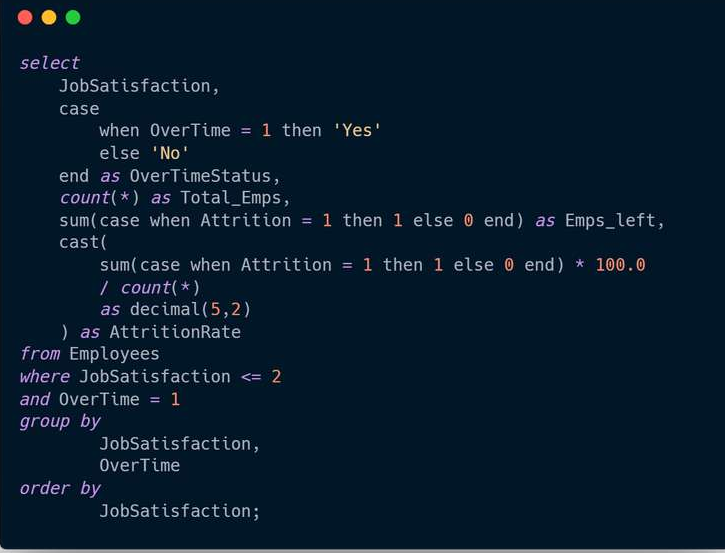 select
    JobSatisfaction,
    case
        when OverTime = 1 then 'Yes'
        else 'No'
    end as OverTimeStatus,
    count(*) as Total_Emps,
    sum(case when Attrition = 1 then 1 else 0 end) as Emps_left,
    cast(
        sum(case when Attrition = 1 then 1 else 0 end) * 100.0
        / count(*)
        as decimal(5,2)
    ) as AttritionRate
from Employees
where JobSatisfaction <= 2
and OverTime = 1
group by
        JobSatisfaction,
        OverTime
order by
        JobSatisfaction;